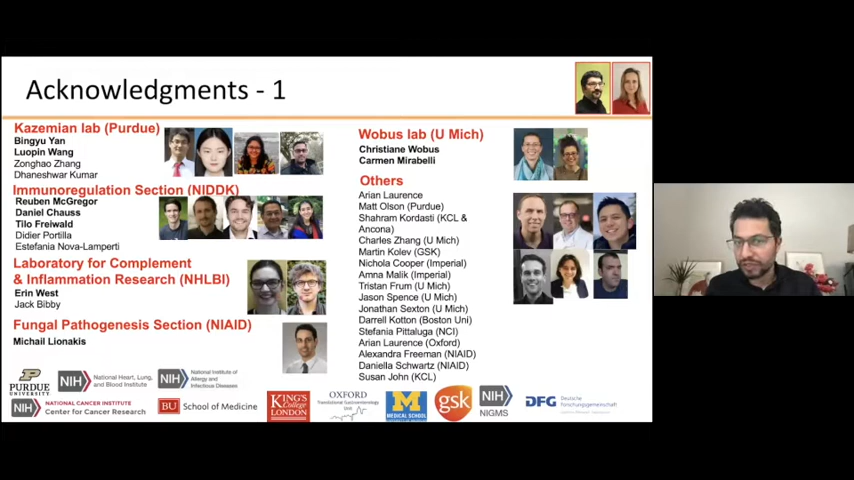 Acknowledgments - 1
Kazemian lab (Purdue)
Bingyu Yan
Luopin Wang
Zonghao Zhang
Dhaneshwar Kumar
Immunoregulation Section (NIDDK)
Reuben McGregor
Daniel Chauss
Tilo Freiwald
Didier Portilla
Estefania Nova-Lamperti
Laboratory for Complement
& Inflammation Research (NHLBI)
Erin West
Jack Bibby
Fungal Pathogenesis Section (NIAID)
Michail Lionakis
Wobus lab (U Mich)
Christiane Wobus
Carmen Mirabelli
Others
Arian Laurence
Matt Olson (Purdue)
Shahram Kordasti (KCL &
Ancona)
Charles Zhang (U Mich)
Martin Kolev (GSK)
Nichola Cooper (Imperial)
Amna Malik (Imperial)
Tristan Frum (U Mich)
Jason Spence (U Mich)
Jonathan Sexton (U Mich)
Darrell Kotton (Boston Uni)
Stefania Pittaluga (NCI)
Arian Laurence (Oxford)
Alexandra Freeman (NIAID)
Daniella Schwartz (NIAID)
Susan John (KCL)
PURDUE
UNIVERSITY
NIH
National Heart, Lung,
and Blood Institute
NIH
National Institute of
Allergy and
Infectious Diseases
NIH
NATIONAL CANCER INSTITUTE
Center for Cancer Research
BU
School of Medicine
KING'S
College
LONDON
OXFORD
Translational Gastroenterology
Unit
M
MEDICAL SCHOOL
gsk
NIH
NIGMS
DFG
Deutsche
Forschungsgemeinschaft